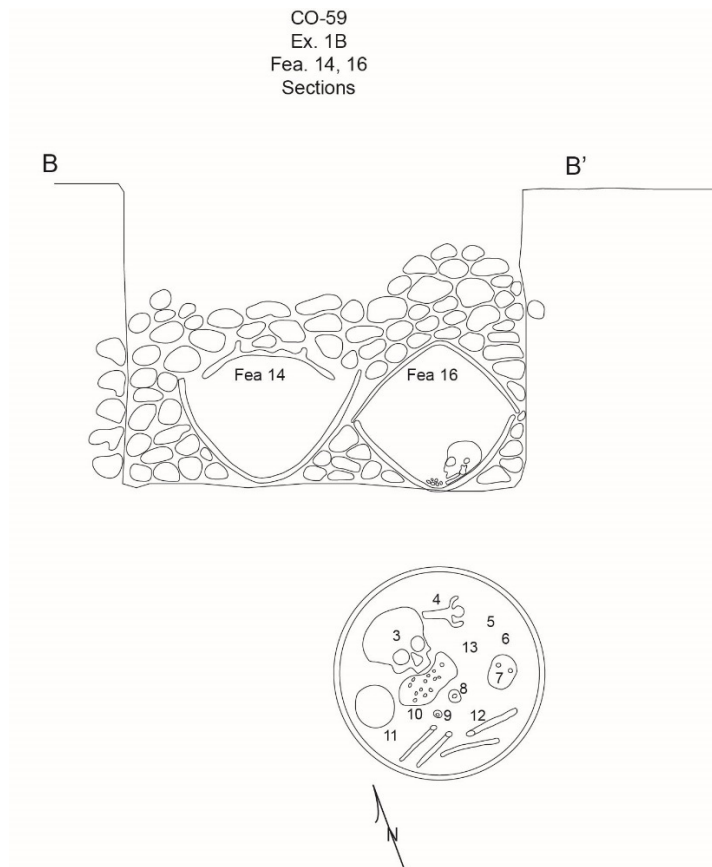 CO-59
Ex. 1B
Fea. 14, 16
Sections
B B’
Fea 14 Fea 16
4
5
3 6
13
7
8
10 9 12
11
N